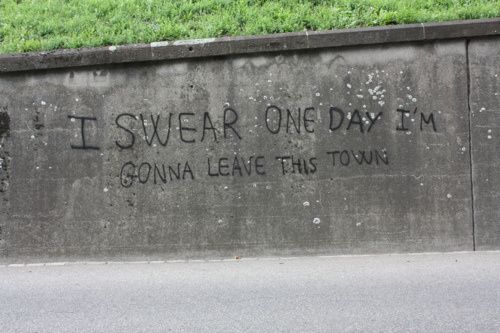 I SWEAR ONE DAY I'M
GONNA LEAVE THIS TOWN